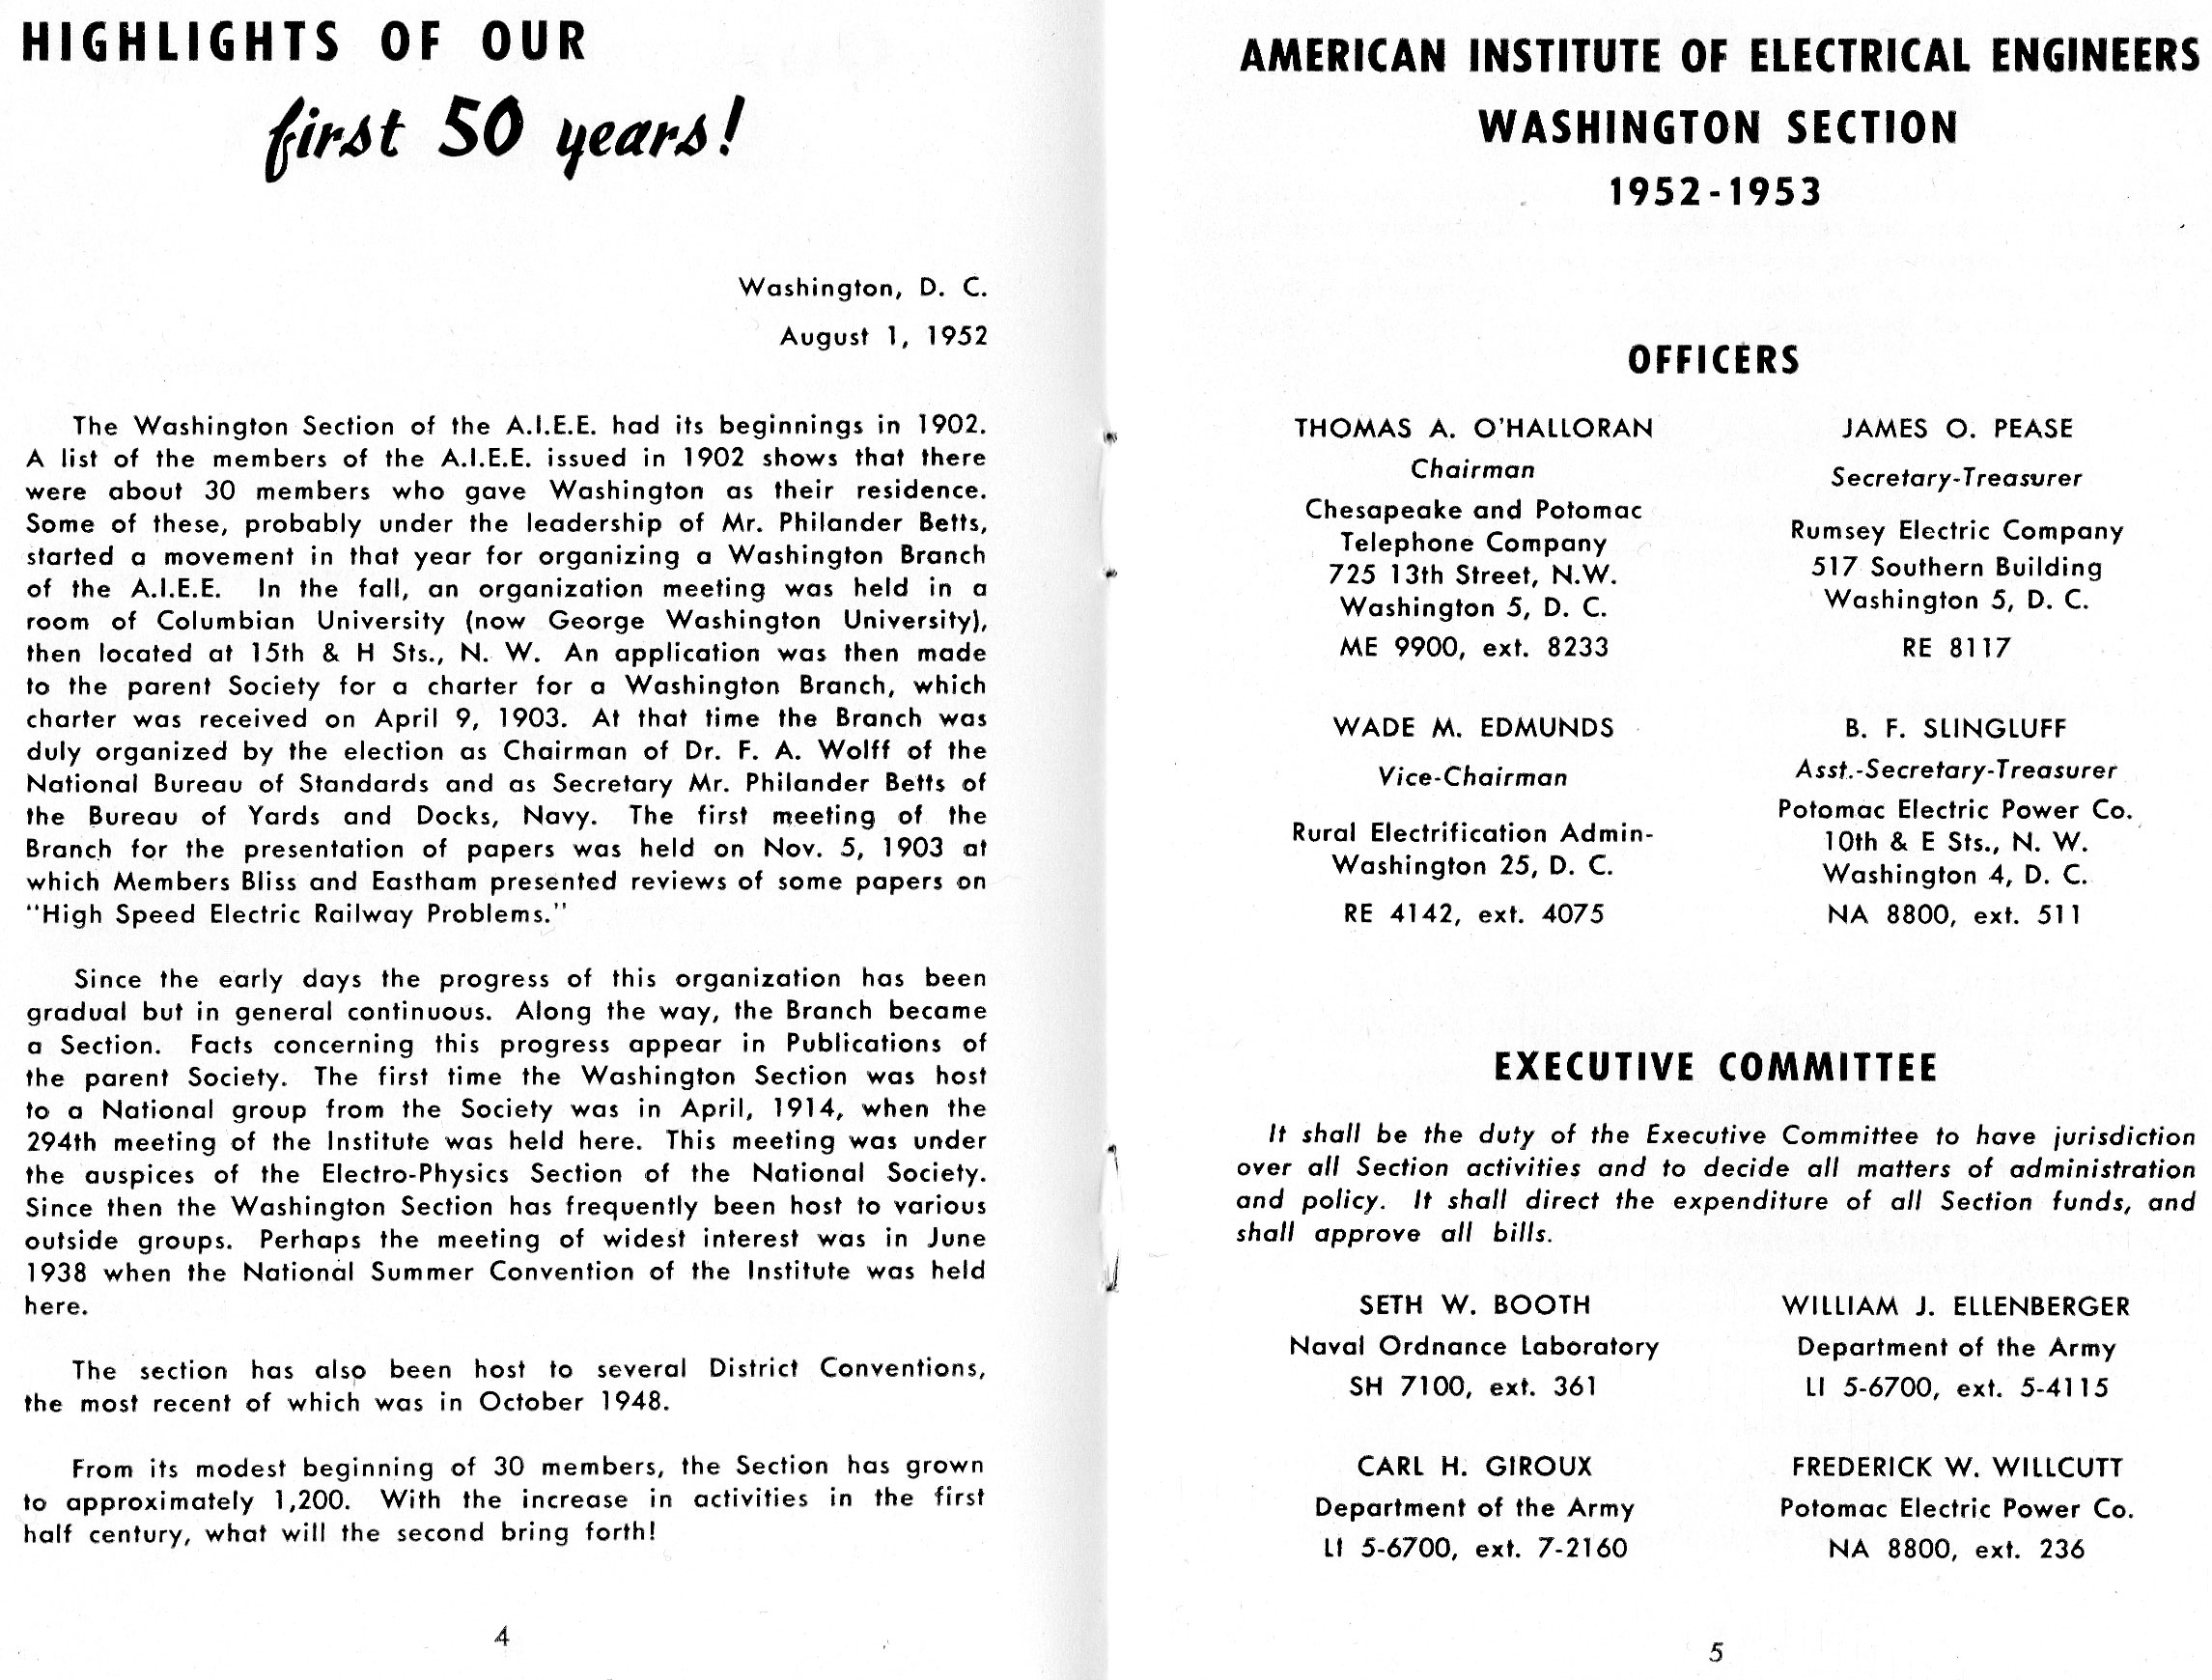 HIGHLIGHTS OF OUR
first 50 years!
Washington, D. C.
August 1, 1952
The Washington Section of the A.I.E.E. had its beginnings in 1902.
A list of the members of the A.I.E.E. issued in 1902 shows that there
were about 30 members who gave Washington as their residence.
Some of these, probably under the leadership of Mr. Philander Betts,
started a movement in that year for organizing a Washington Branch
of the A.I.E.E. In the fall, an organization meeting was held in a
room of Columbian University (now George Washington University),
then located at 15th & H Sts., N. W. An application was then made
to the parent Society for a charter for a Washington Branch, which
charter was received on April 9, 1903. At that time the Branch was
duly organized by the election as Chairman of Dr. F. A. Wolff of the
National Bureau of Standards and as Secretary Mr. Philander Betts of
the Bureau of Yards and Docks, Navy. The first meeting of the
Branch for the presentation of papers was held on Nov. 5, 1903 at
which Members Bliss and Eastham presented reviews of some papers on
"High Speed Electric Railway Problems."
Since the early days the progress of this organization has been
gradual but in general continuous. Along the way, the Branch became
a Section. Facts concerning this progress appear in Publications of
the parent Society. The first time the Washington Section was host
to a National group from the Society was in April, 1914, when the
294th meeting of the Institute was held here. This meeting was under
the auspices of the Electro-Physics Section of the National Society.
Since then the Washington Section has frequently been host to various
outside groups. Perhaps the meeting of widest interest was in June
1938 when the National Summer Convention of the Institute was held
here.
The section has also been host to several District Conventions,
the most recent of which was in October 1948.
From its modest beginning of 30 members, the Section has grown
to approximately 1,200. With the increase in activities in the first
half century, what will the second bring forth!
4
AMERICAN INSTITUTE OF ELECTRICAL ENGINEERS
WASHINGTON SECTION
1952-1953
OFFICERS
THOMAS A. O'HALLORAN
Chairman
Chesapeake and Potomac
Telephone Company
725 13th Street, N.W.
Washington 5, D. C.
ME 9900, ext. 8233
JAMES O. PEASE
Secretary-Treasurer
Rumsey Electric Company
517 Southern Building
Washington 5, D. C.
RE 8117
WADE M. EDMUNDS
Vice-Chairman
Rural Electrification Admin-
Washington 25, D. C.
RE 4142, ext. 4075
B. F. SLINGLUFF
Asst.-Secretary-Treasurer
Potomac Electric Power Co.
10th & E Sts., N. W.
Washington 4, D. C.
NA 8800, ext. 511
EXECUTIVE COMMITTEE
It shall be the duty of the Executive Committee to have jurisdiction
over all Section activities and to decide all matters of administration
and policy. It shall direct the expenditure of all Section funds, and
shall approve all bills.
SETH W. BOOTH
Naval Ordnance Laboratory
SH 7100, ext. 361
WILLIAM J. ELLENBERGER
Department of the Army
LI 5-6700, ext. 5-4115
CARL H. GIROUX
Department of the Army
LI 5-6700, ext. 7-2160
FREDERICK W. WILLCUTT
Potomac Electric Power Co.
NA 8800, ext. 236
5